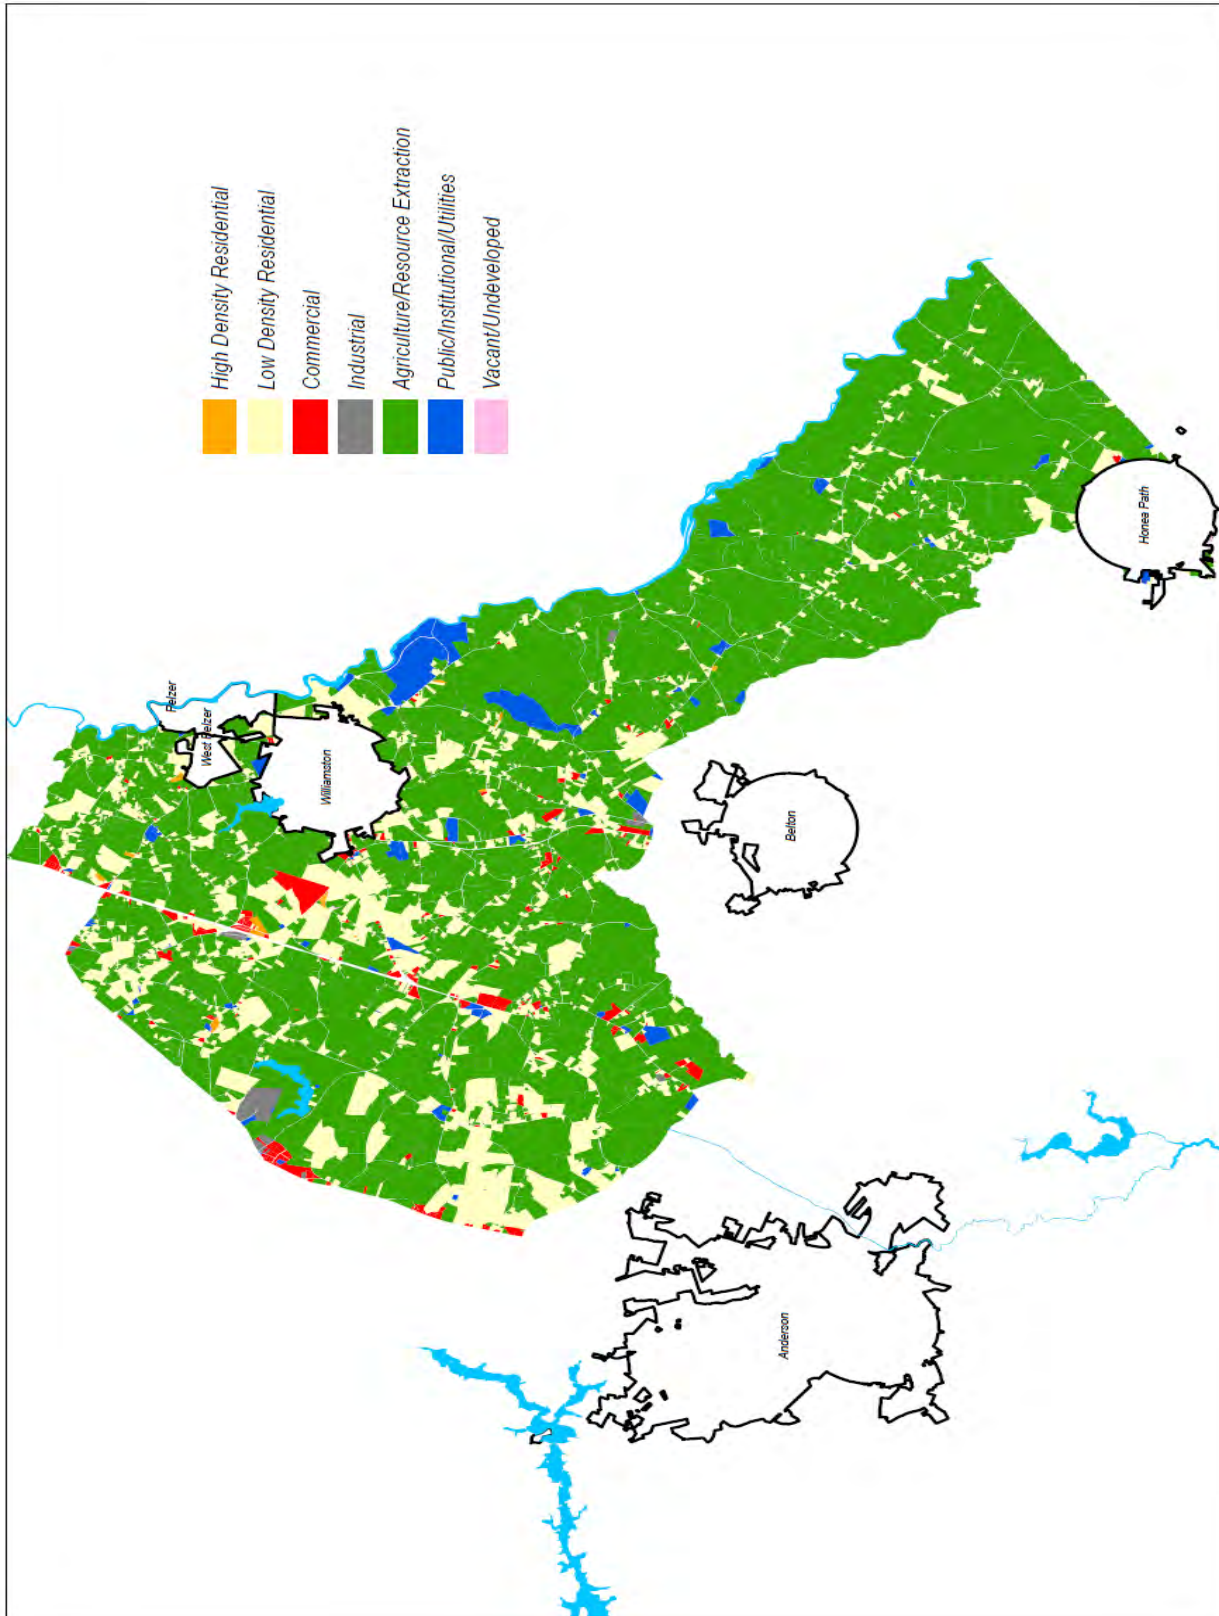 High Density Residential
Low Density Residential
Commercial
Industrial
Agriculture/Resource Extraction
Public/Institutional/Utilities
Vacant/Undeveloped
Pelzer
West Pelzer
Williamston
Belton
Honea Path
Anderson